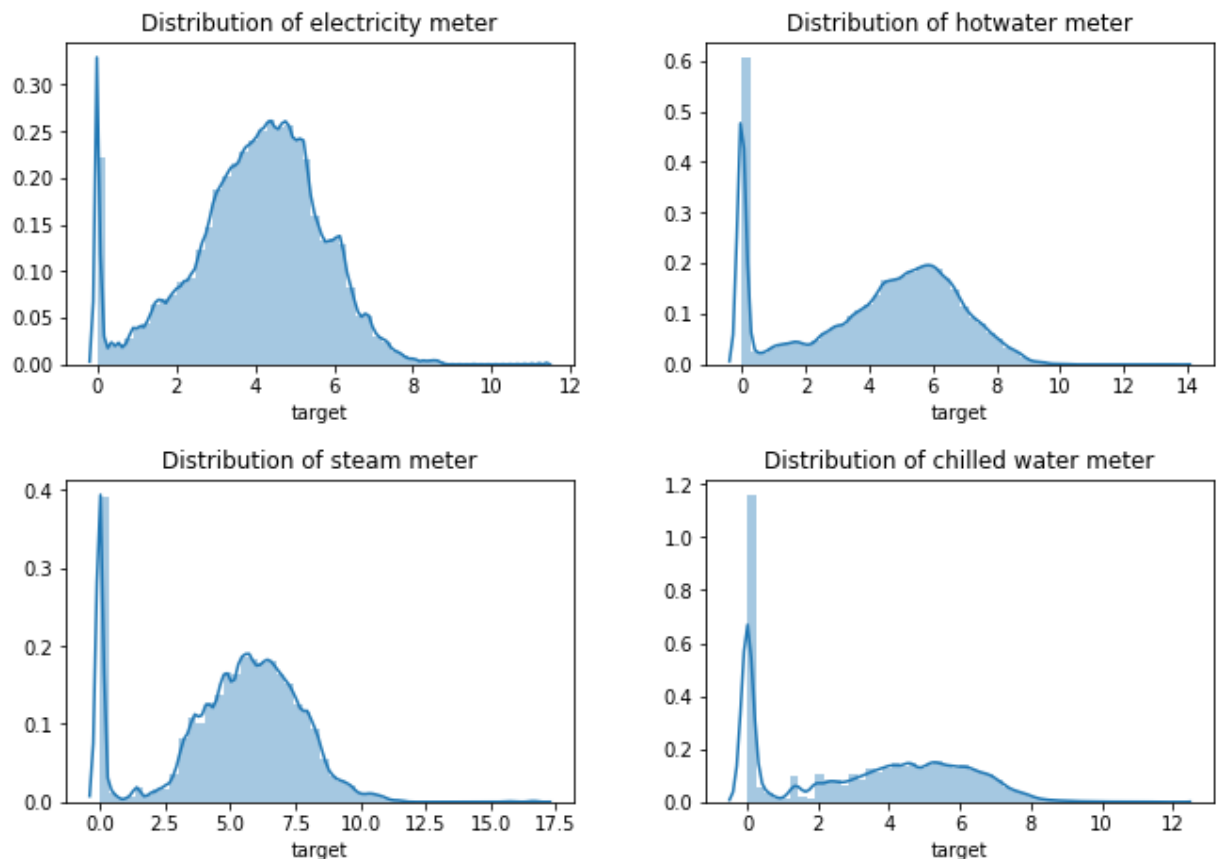 Distribution of electricity meter
0.30
0.25
0.20
0.15
0.10
0.05
0.00
0 2 4 6 8 10 12
target
Distribution of hotwater meter
0.6
0.5
0.4
0.3
0.2
0.1
0.0
0 2 4 6 8 10 12 14
target
Distribution of steam meter
0.4
0.3
0.2
0.1
0.0
0.0 2.5 5.0 7.5 10.0 12.5 15.0 17.5
target
Distribution of chilled water meter
1.2
1.0
0.8
0.6
0.4
0.2
0.0
0 2 4 6 8 10 12
target